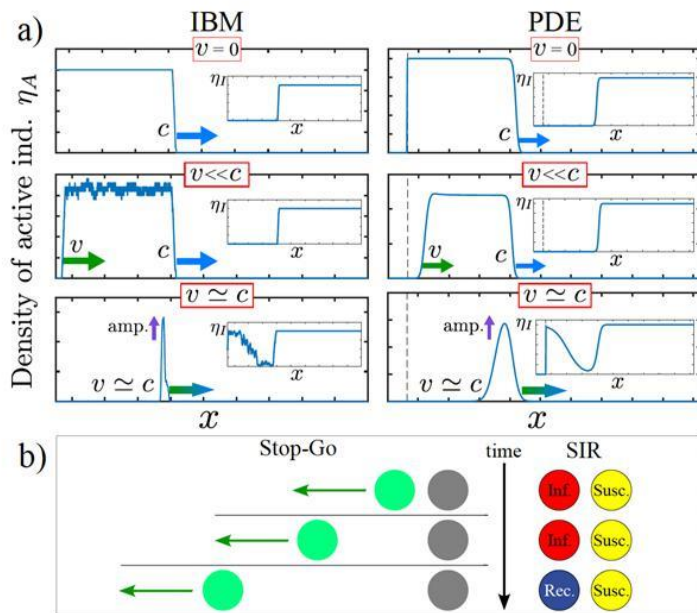 IBM PDE
a)
v = 0 v = 0
η_I η_I
c x c x
v<<c v<<c
η_I η_I
v c x v c x
v ≃ c v ≃ c
amp. η_I amp. η_I
v ≃ c x v ≃ c x
Density of active ind. η_A
x x
b) Stop-Go time SIR
Inf. Susc.
Inf. Susc.
Rec. Susc.